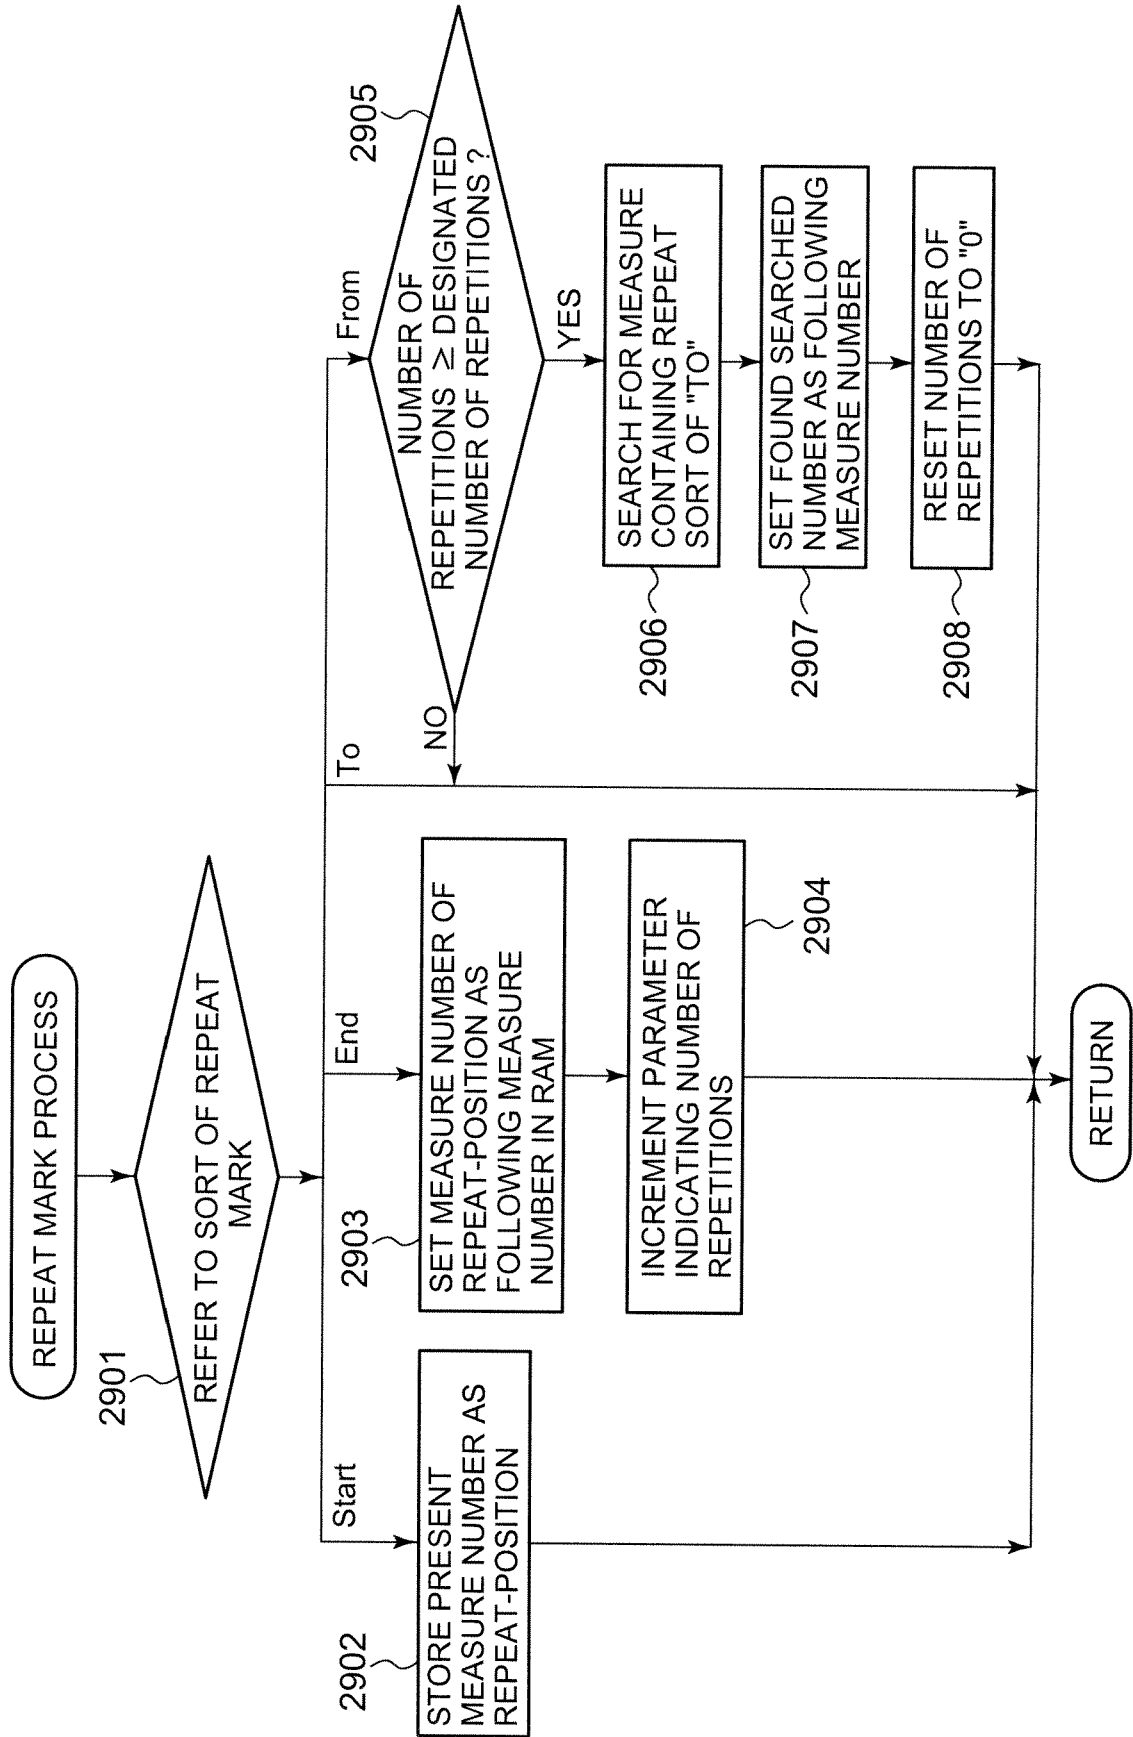 REPEAT MARK PROCESS
2901
REFER TO SORT OF REPEAT
MARK
Start
End
To
From
2902
STORE PRESENT
MEASURE NUMBER AS
REPEAT-POSITION
2903
SET MEASURE NUMBER OF
REPEAT-POSITION AS
FOLLOWING MEASURE
NUMBER IN RAM
INCREMENT PARAMETER
INDICATING NUMBER OF
REPETITIONS
2904
2905
NUMBER OF
REPETITIONS ≥ DESIGNATED
NUMBER OF REPETITIONS ?
NO
YES
2906
SEARCH FOR MEASURE
CONTAINING REPEAT
SORT OF "TO"
2907
SET FOUND SEARCHED
NUMBER AS FOLLOWING
MEASURE NUMBER
2908
RESET NUMBER OF
REPETITIONS TO "0"
RETURN